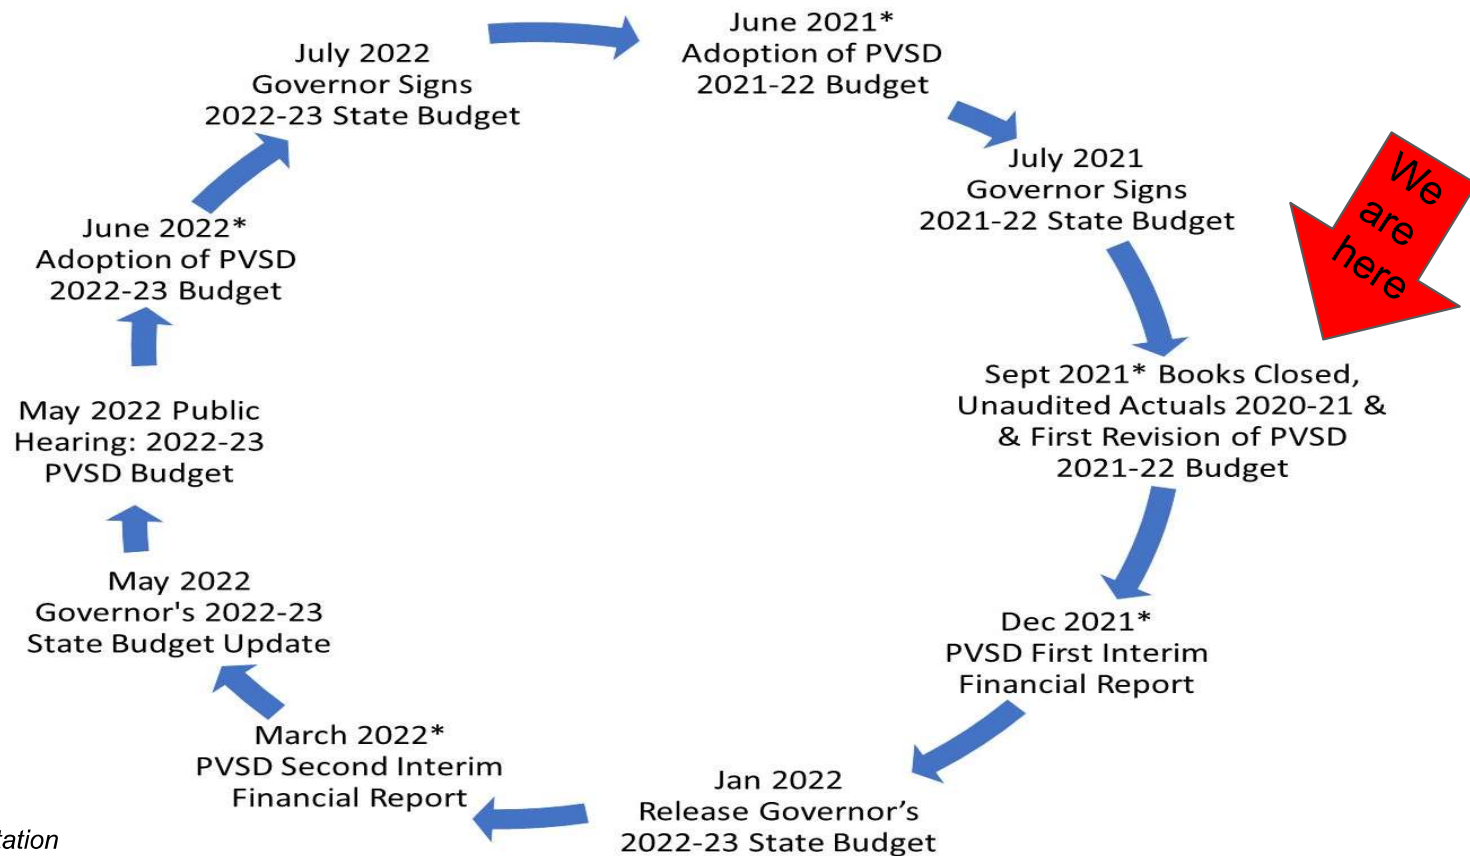 June 2021*
Adoption of PVSD
2021-22 Budget
July 2021
Governor Signs
2021-22 State Budget
We
are
here
Sept 2021* Books Closed,
Unaudited Actuals 2020-21 &
& First Revision of PVSD
2021-22 Budget
Dec 2021*
PVSD First Interim
Financial Report
Jan 2022
Release Governor’s
2022-23 State Budget
March 2022*
PVSD Second Interim
Financial Report
May 2022
Governor's 2022-23
State Budget Update
May 2022 Public
Hearing: 2022-23
PVSD Budget
June 2022*
Adoption of PVSD
2022-23 Budget
July 2022
Governor Signs
2022-23 State Budget